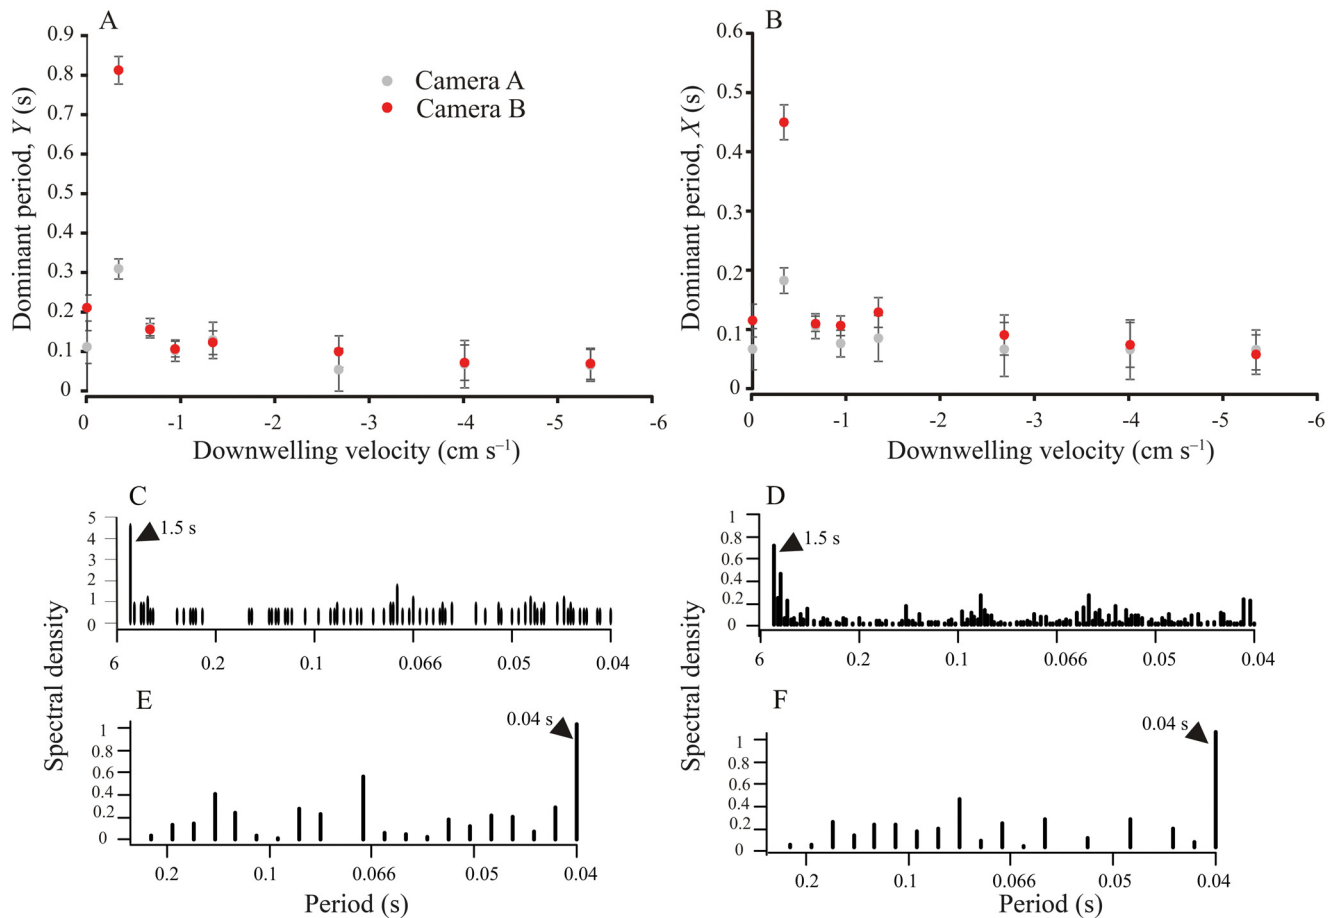 A
Dominant period, Y (s)
0.9
0.8
0.7
0.6
0.5
0.4
0.3
0.2
0.1
0
Camera A
Camera B
0 -1 -2 -3 -4 -5 -6
Downwelling velocity (cm s–1)
B
Dominant period, X (s)
0.6
0.5
0.4
0.3
0.2
0.1
0
0 -1 -2 -3 -4 -5 -6
Downwelling velocity (cm s–1)
Spectral density
C
5
4
3
2
1
0
1.5 s
6 0.2 0.1 0.066 0.05 0.04
Spectral density
D
1
0.8
0.6
0.4
0.2
0
1.5 s
6 0.2 0.1 0.066 0.05 0.04
E
1
0.8
0.6
0.4
0.2
0
0.04 s
0.2 0.1 0.066 0.05 0.04
Period (s)
F
1
0.8
0.6
0.4
0.2
0
0.04 s
0.2 0.1 0.066 0.05 0.04
Period (s)